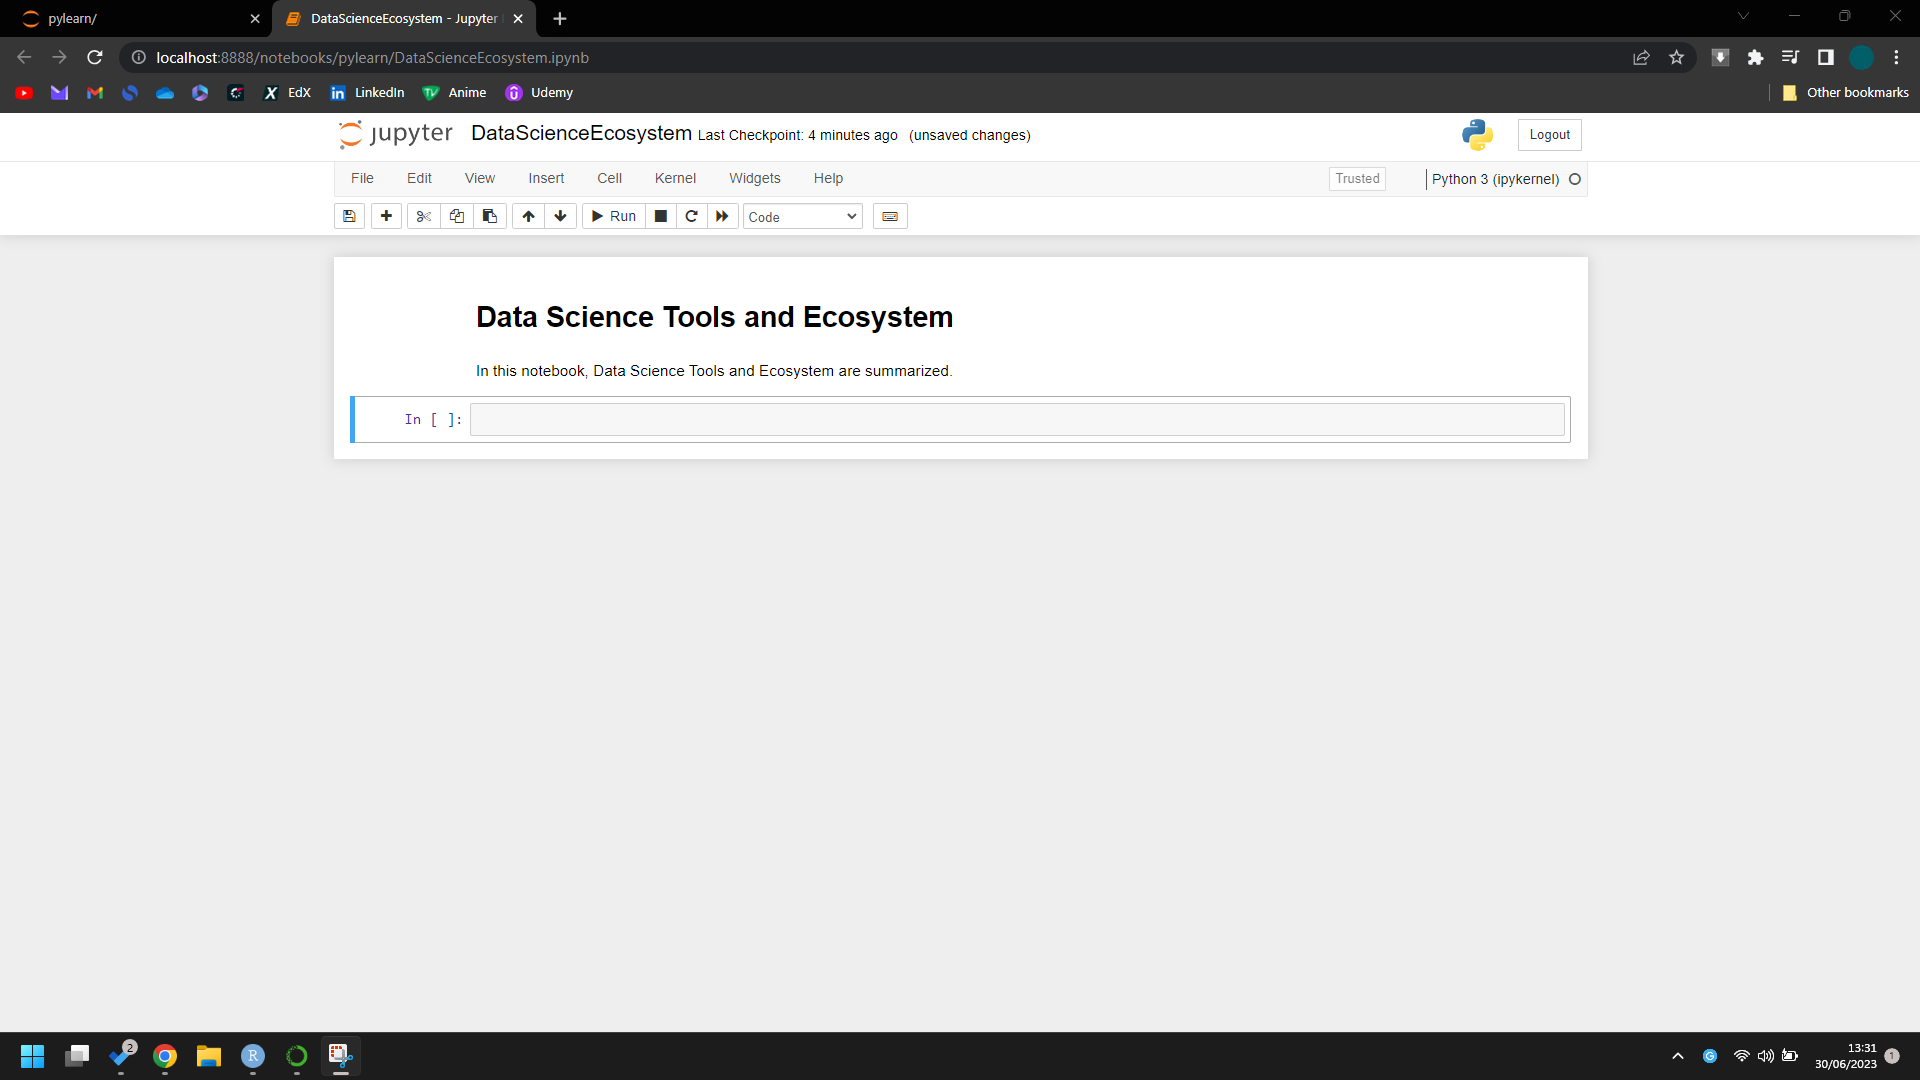 pylearn/
DataScienceEcosystem - Jupyter
localhost:8888/notebooks/pylearn/DataScienceEcosystem.ipynb
EdX
LinkedIn
Anime
Udemy
Other bookmarks
jupyter
DataScienceEcosystem Last Checkpoint: 4 minutes ago (unsaved changes)
Logout
File Edit View Insert Cell Kernel Widgets Help
Trusted
Python 3 (ipykernel)
Run
Code
Data Science Tools and Ecosystem
In this notebook, Data Science Tools and Ecosystem are summarized.
In [ ]:
2
R
G
13:31
30/06/2023
1